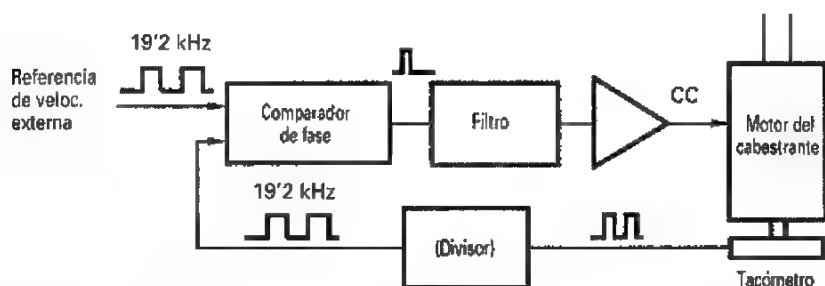 19'2 kHz
Referencia
de veloc.
externa
Comparador
de fase
Filtro
CC
Motor del
cabestrante
19'2 kHz
(Divisor)
Tacómetro